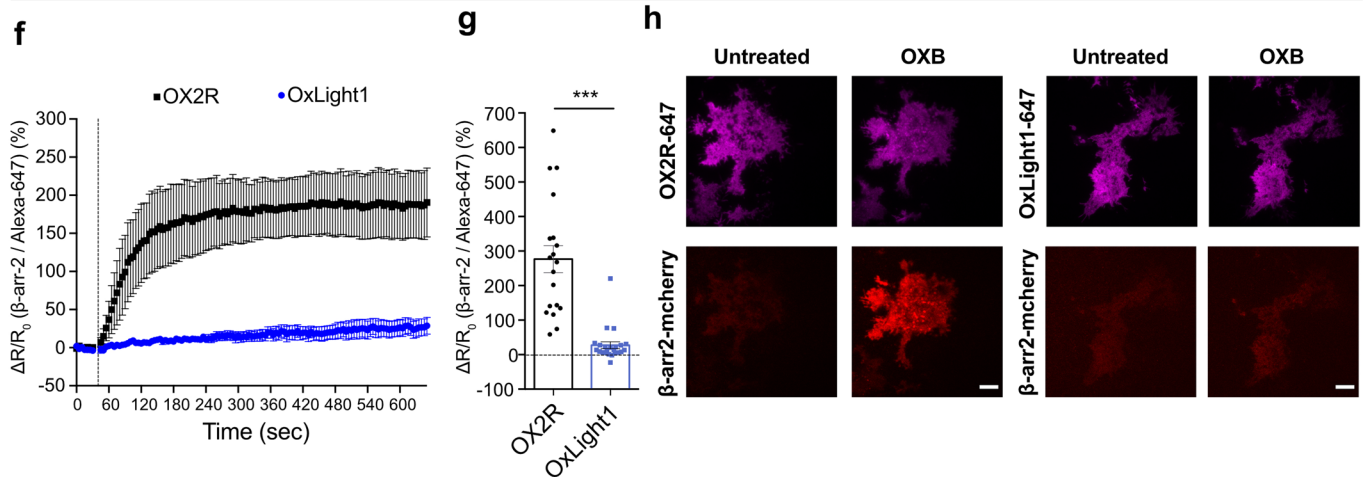 f
OX2R
OxLight1
ΔR/R0 (β-arr-2 / Alexa-647) (%)
300
250
200
150
100
50
0
-50
0 60 120 180 240 300 360 420 480 540 600
Time (sec)
g
***
ΔR/R0 (β-arr-2 / Alexa-647) (%)
700
600
500
400
300
200
100
0
-100
OX2R
OxLight1
h
Untreated
OXB
Untreated
OXB
OX2R-647
OxLight1-647
β-arr2-mcherry
β-arr2-mcherry